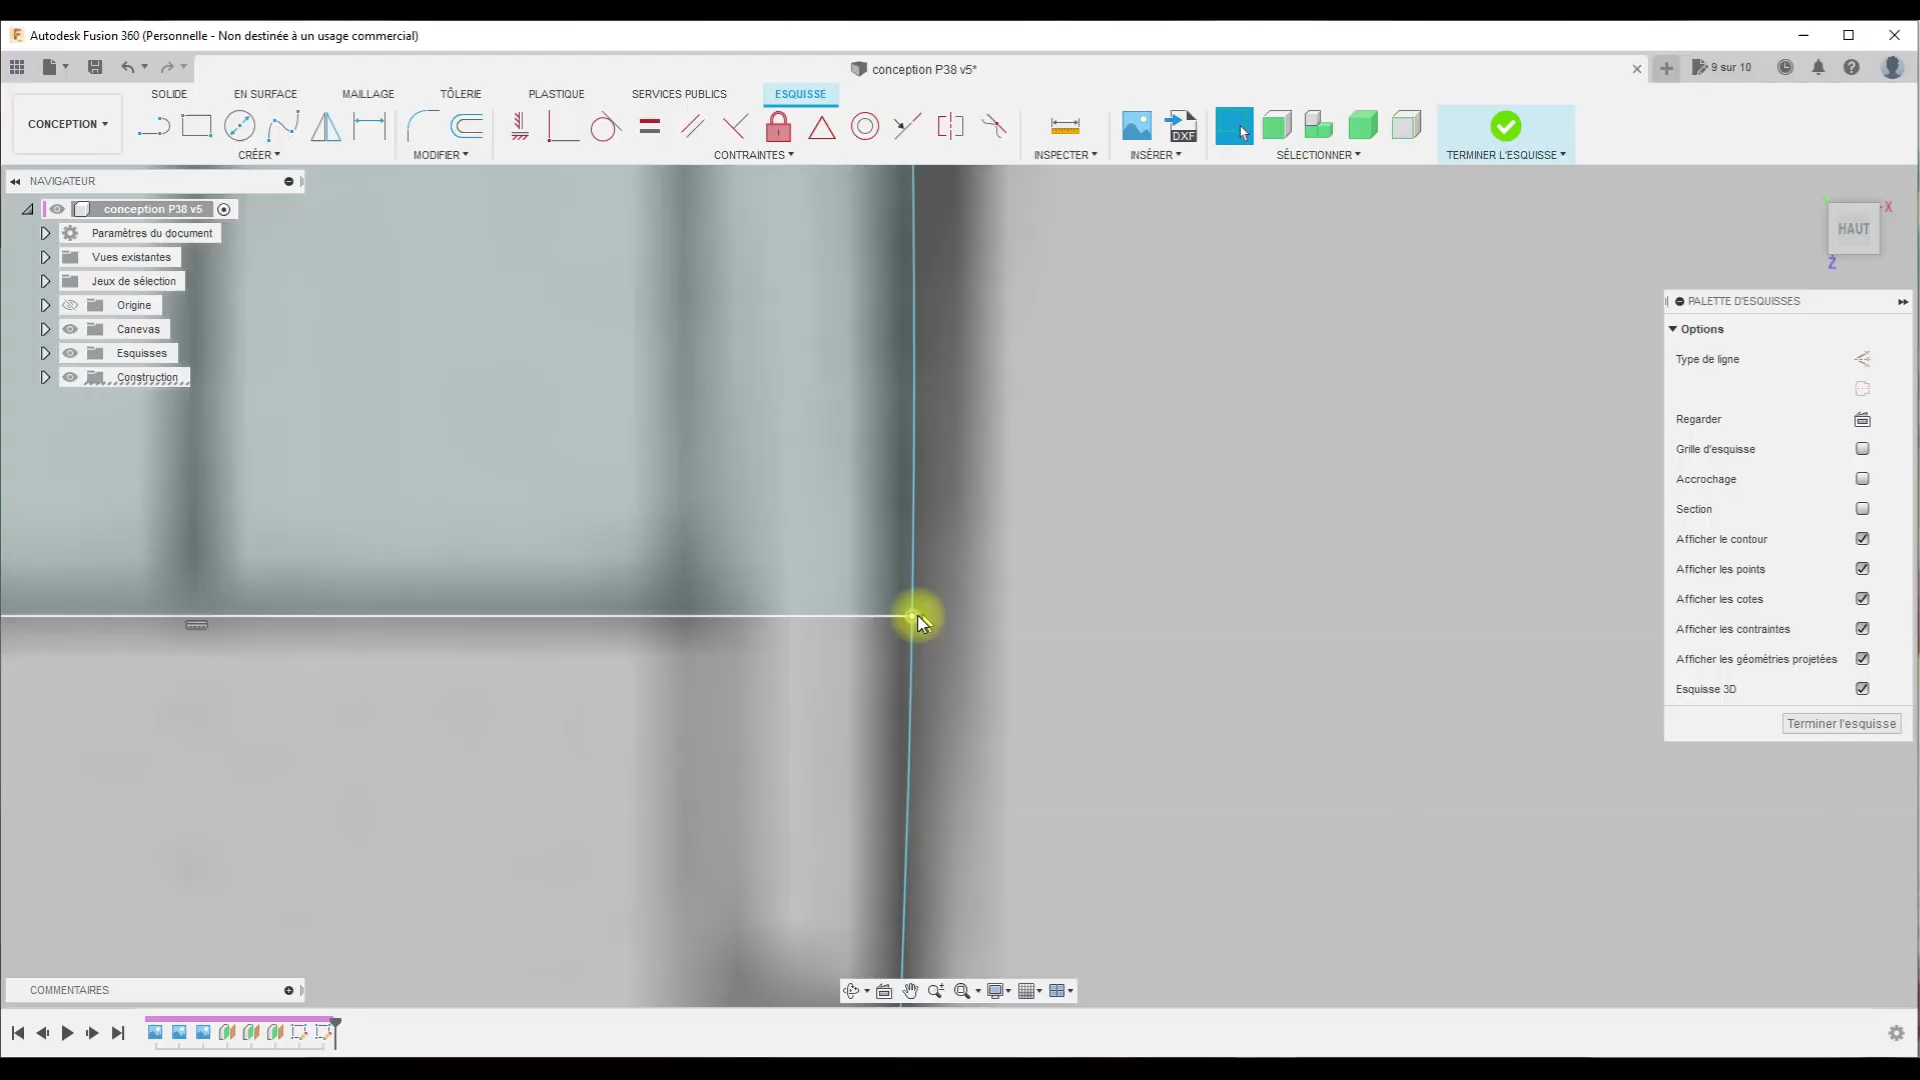 Autodesk Fusion 360 (Personnelle - Non destinée à un usage commercial)
conception P38 v5*
9 sur 10
SOLIDE
EN SURFACE
MAILLAGE
TÔLERIE
PLASTIQUE
SERVICES PUBLICS
ESQUISSE
CONCEPTION
DXF
CRÉER
MODIFIER
CONTRAINTES
INSPECTER
INSÉRER
SÉLECTIONNER
TERMINER L'ESQUISSE
NAVIGATEUR
conception P38 v5
Paramètres du document
Vues existantes
Jeux de sélection
Origine
Canevas
Esquisses
Construction
X
HAUT
Z
PALETTE D'ESQUISSES
Options
Type de ligne
Regarder
Grille d'esquisse
Accrochage
Section
Afficher le contour
Afficher les points
Afficher les cotes
Afficher les contraintes
Afficher les géométries projetées
Esquisse 3D
Terminer l'esquisse
COMMENTAIRES